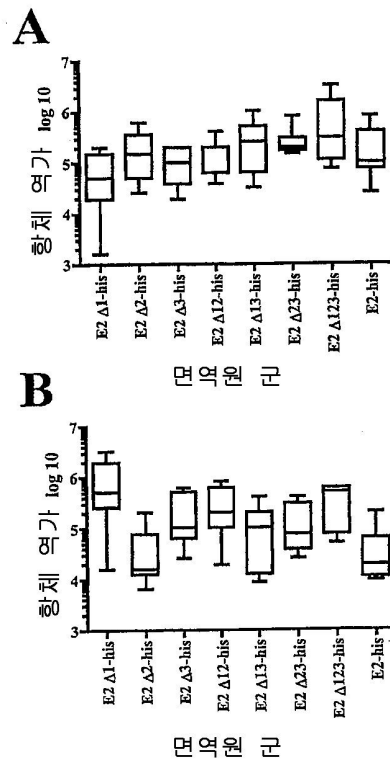 A
항체 역가 log 10
7
6
5
4
3
E2 Δ1-his
E2 Δ2-his
E2 Δ3-his
E2 Δ12-his
E2 Δ13-his
E2 Δ23-his
E2 Δ123-his
E2-his
면역원 군
B
항체 역가 log 10
7
6
5
4
3
E2 Δ1-his
E2 Δ2-his
E2 Δ3-his
E2 Δ12-his
E2 Δ13-his
E2 Δ23-his
E2 Δ123-his
E2-his
면역원 군